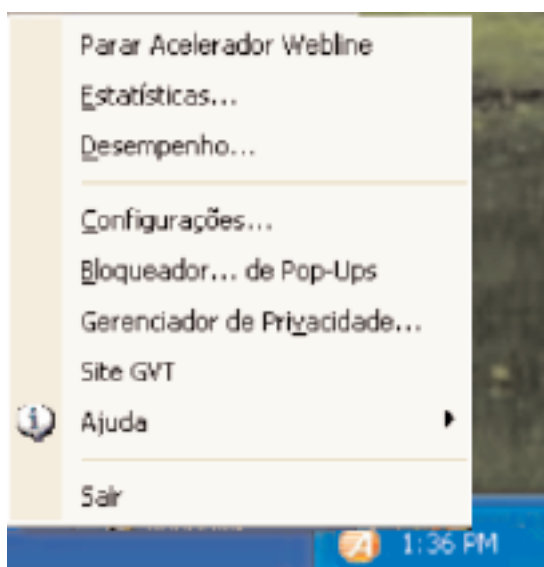 Parar Acelerador Webline
Estatísticas...
Desempenho...
Configurações...
Bloqueador... de Pop-Ups
Gerenciador de Privacidade...
Site GVT
Ajuda
Sair
1:36 PM